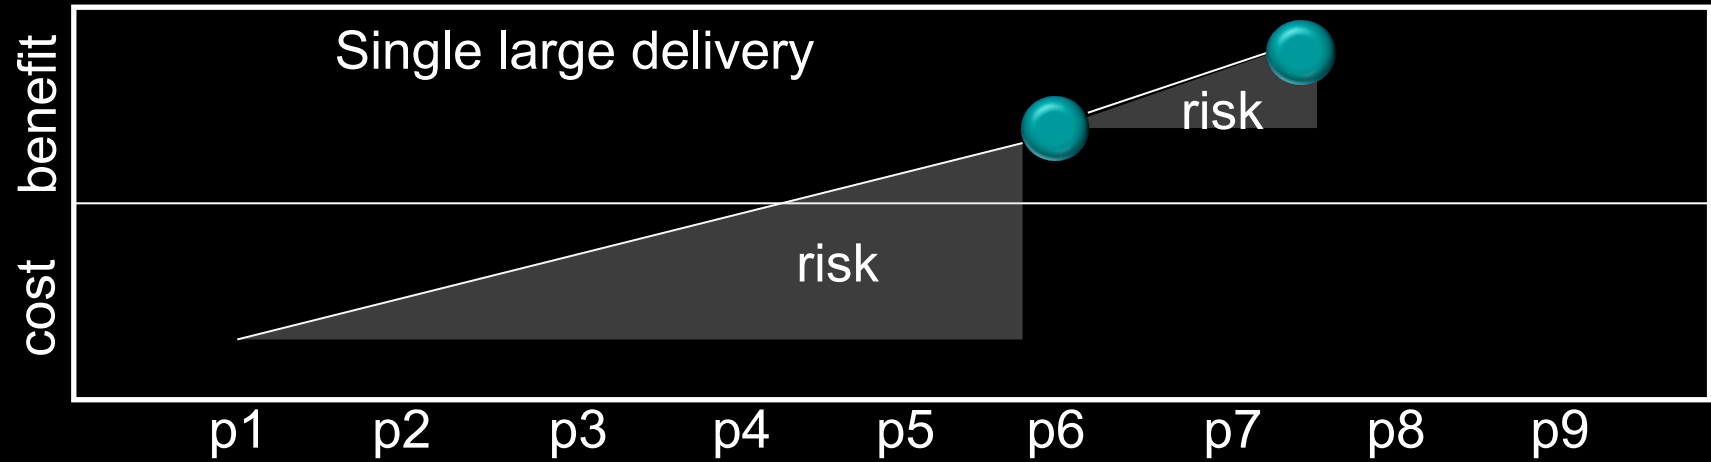 Single large delivery
benefit
risk
risk
cost
p1 p2 p3 p4 p5 p6 p7 p8 p9